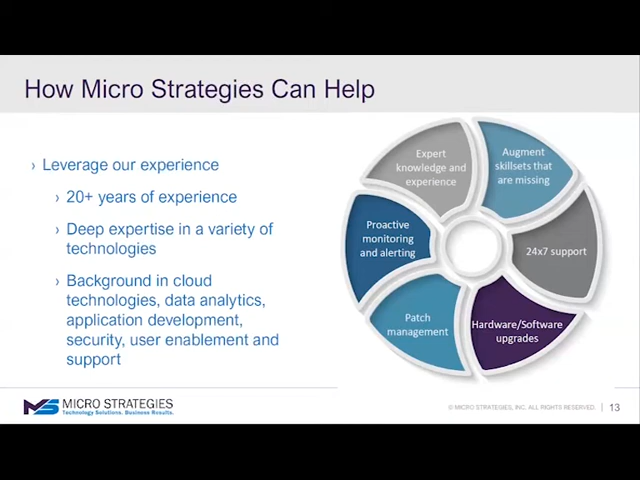 How Micro Strategies Can Help
› Leverage our experience
› 20+ years of experience
› Deep expertise in a variety of
technologies
› Background in cloud
technologies, data analytics,
application development,
security, user enablement and
support
Expert
knowledge and
experience
Augment
skillsets that
are missing
Proactive
monitoring
and alerting
24x7 support
Patch
management
Hardware/Software
upgrades
MS MICRO STRATEGIES
Technology Solutions. Business Results.
© MICRO STRATEGIES, INC. ALL RIGHTS RESERVED. | 13